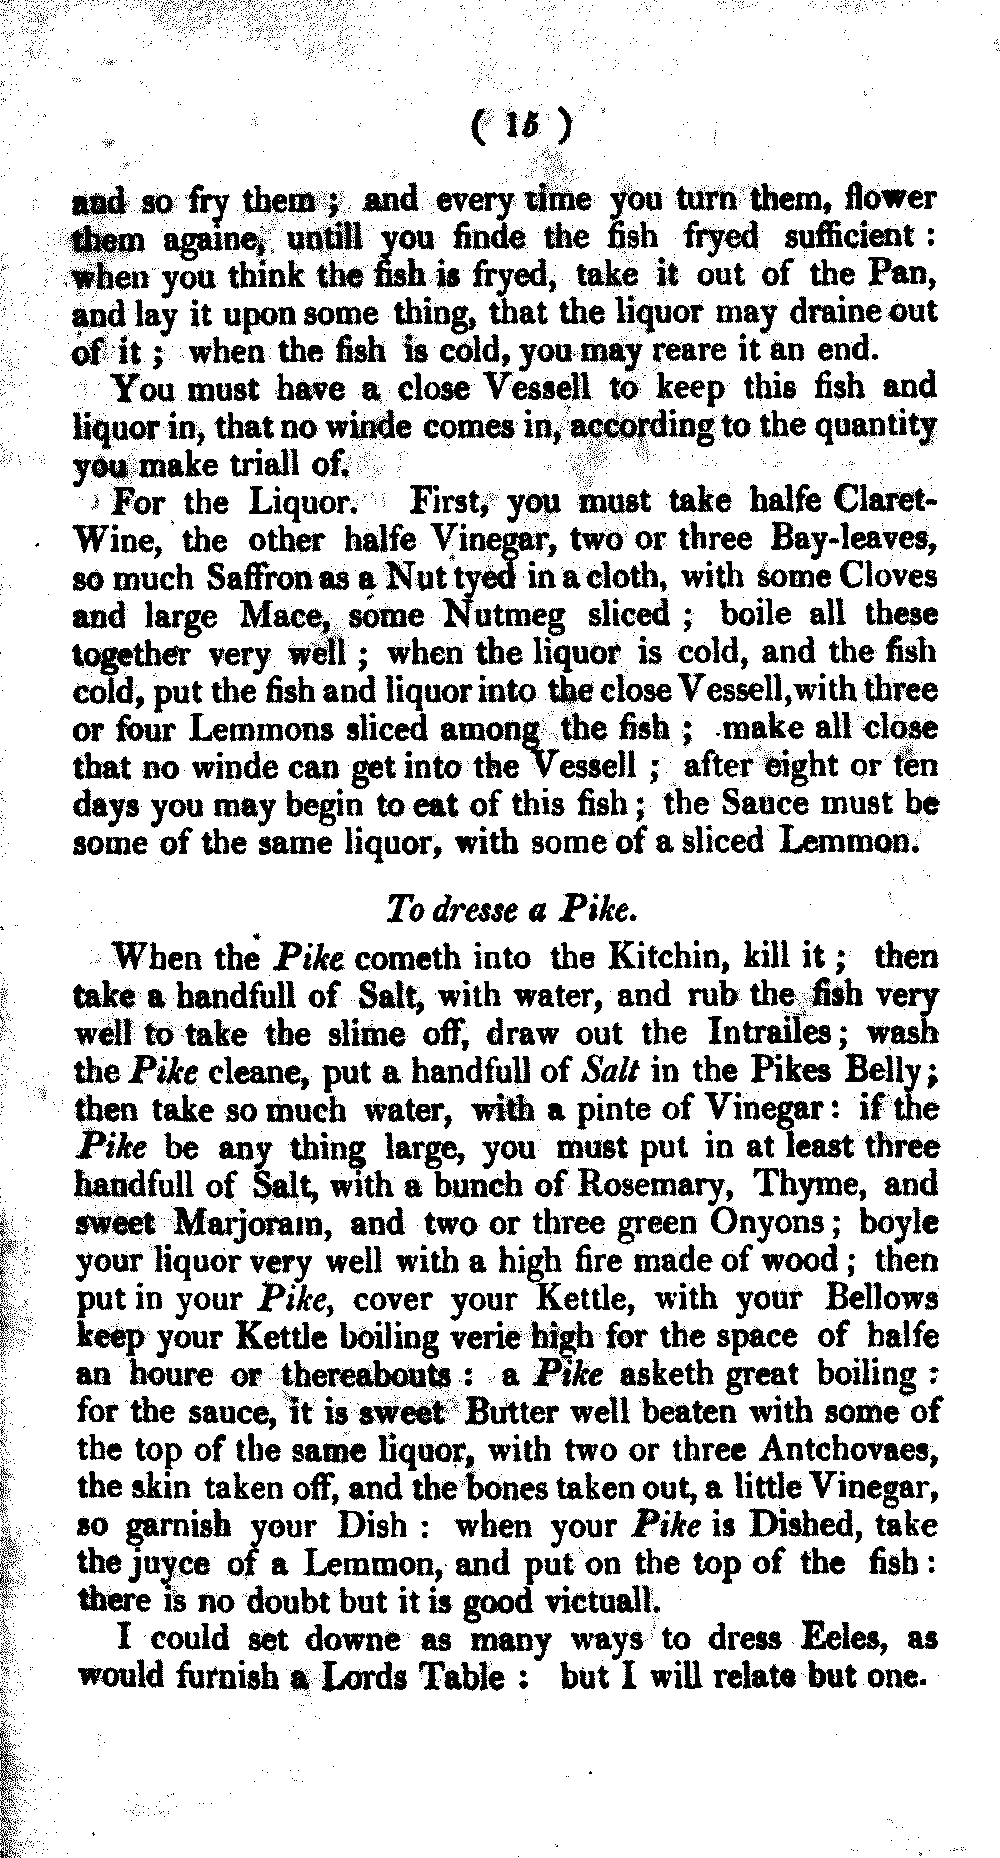 ( 15 )
and so fry them ; and every time you turn them, flower
them againe, untill you finde the fish fryed sufficient :
when you think the fish is fryed, take it out of the Pan,
and lay it upon some thing, that the liquor may draine out
of it ; when the fish is cold, you may reare it an end.
You must have a close Vessell to keep this fish and
liquor in, that no winde comes in, according to the quantity
you make triall of.
For the Liquor. First, you must take halfe Claret-
Wine, the other halfe Vinegar, two or three Bay-leaves,
so much Saffron as a Nut tyed in a cloth, with some Cloves
and large Mace, some Nutmeg sliced ; boile all these
together very well ; when the liquor is cold, and the fish
cold, put the fish and liquor into the close Vessell, with three
or four Lemmons sliced among the fish ; make all close
that no winde can get into the Vessell ; after eight or ten
days you may begin to eat of this fish ; the Sauce must be
some of the same liquor, with some of a sliced Lemmon.
To dresse a Pike.
When the Pike cometh into the Kitchin, kill it ; then
take a handfull of Salt, with water, and rub the fish very
well to take the slime off, draw out the Intrailes ; wash
the Pike cleane, put a handfull of Salt in the Pikes Belly ;
then take so much water, with a pinte of Vinegar : if the
Pike be any thing large, you must put in at least three
handfull of Salt, with a bunch of Rosemary, Thyme, and
sweet Marjoram, and two or three green Onyons ; boyle
your liquor very well with a high fire made of wood ; then
put in your Pike, cover your Kettle, with your Bellows
keep your Kettle boiling verie high for the space of halfe
an houre or thereabouts : a Pike asketh great boiling :
for the sauce, it is sweet Butter well beaten with some of
the top of the same liquor, with two or three Antchovaes,
the skin taken off, and the bones taken out, a little Vinegar,
so garnish your Dish : when your Pike is Dished, take
the juyce of a Lemmon, and put on the top of the fish :
there is no doubt but it is good victuall.
I could set downe as many ways to dress Eeles, as
would furnish a Lords Table : but I will relate but one.